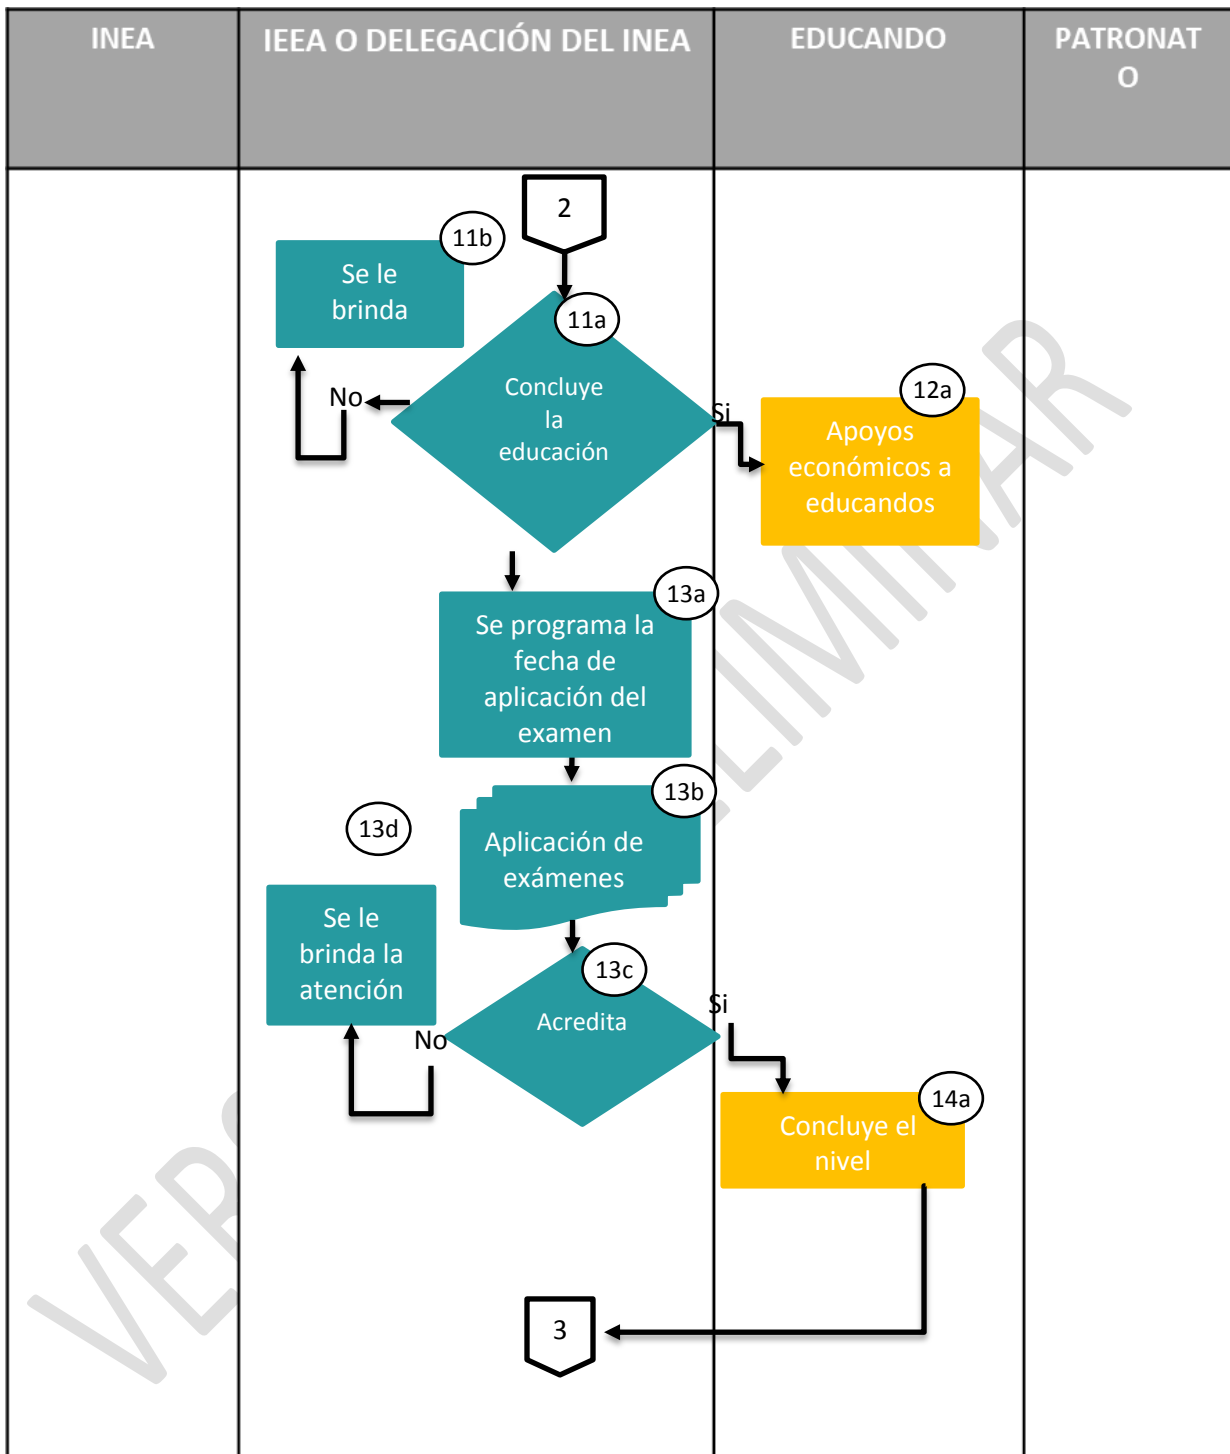 INEA
IEEA O DELEGACIÓN DEL INEA
EDUCANDO
PATRONAT
O
2
11b
Se le
brinda
11a
Concluye
la
educación
No
Si
12a
Apoyos
económicos a
educandos
13a
Se programa la
fecha de
aplicación del
examen
13b
Aplicación de
exámenes
13d
Se le
brinda la
atención
13c
Acredita
No
Si
14a
Concluye el
nivel
3